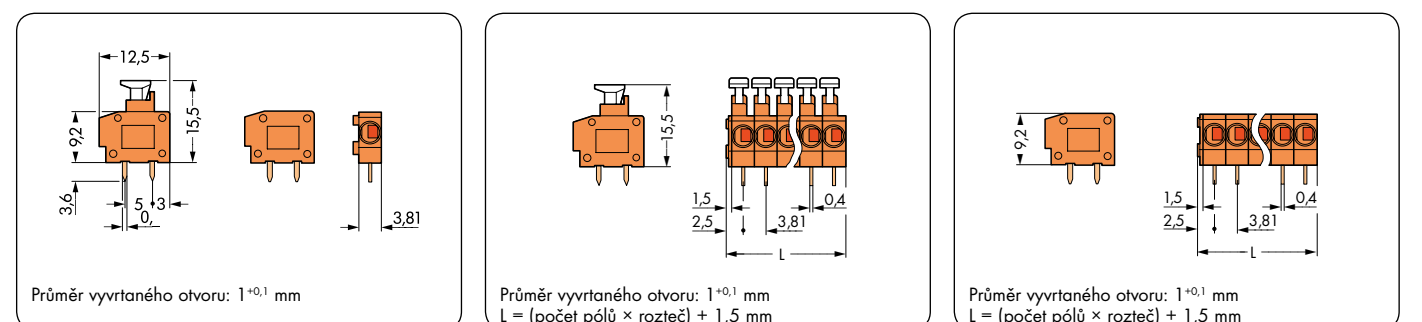 12,5
15,5
9,2
3,6
5 3
0,
3,81
Průměr vyvrtaného otvoru: 1+0,1 mm
15,5
1,5
0,4
2,5
3,81
L
Průměr vyvrtaného otvoru: 1+0,1 mm
L = (počet pólů × rozteč) + 1,5 mm
9,2
1,5
0,4
2,5
3,81
L
Průměr vyvrtaného otvoru: 1+0,1 mm
L = (počet pólů × rozteč) + 1,5 mm